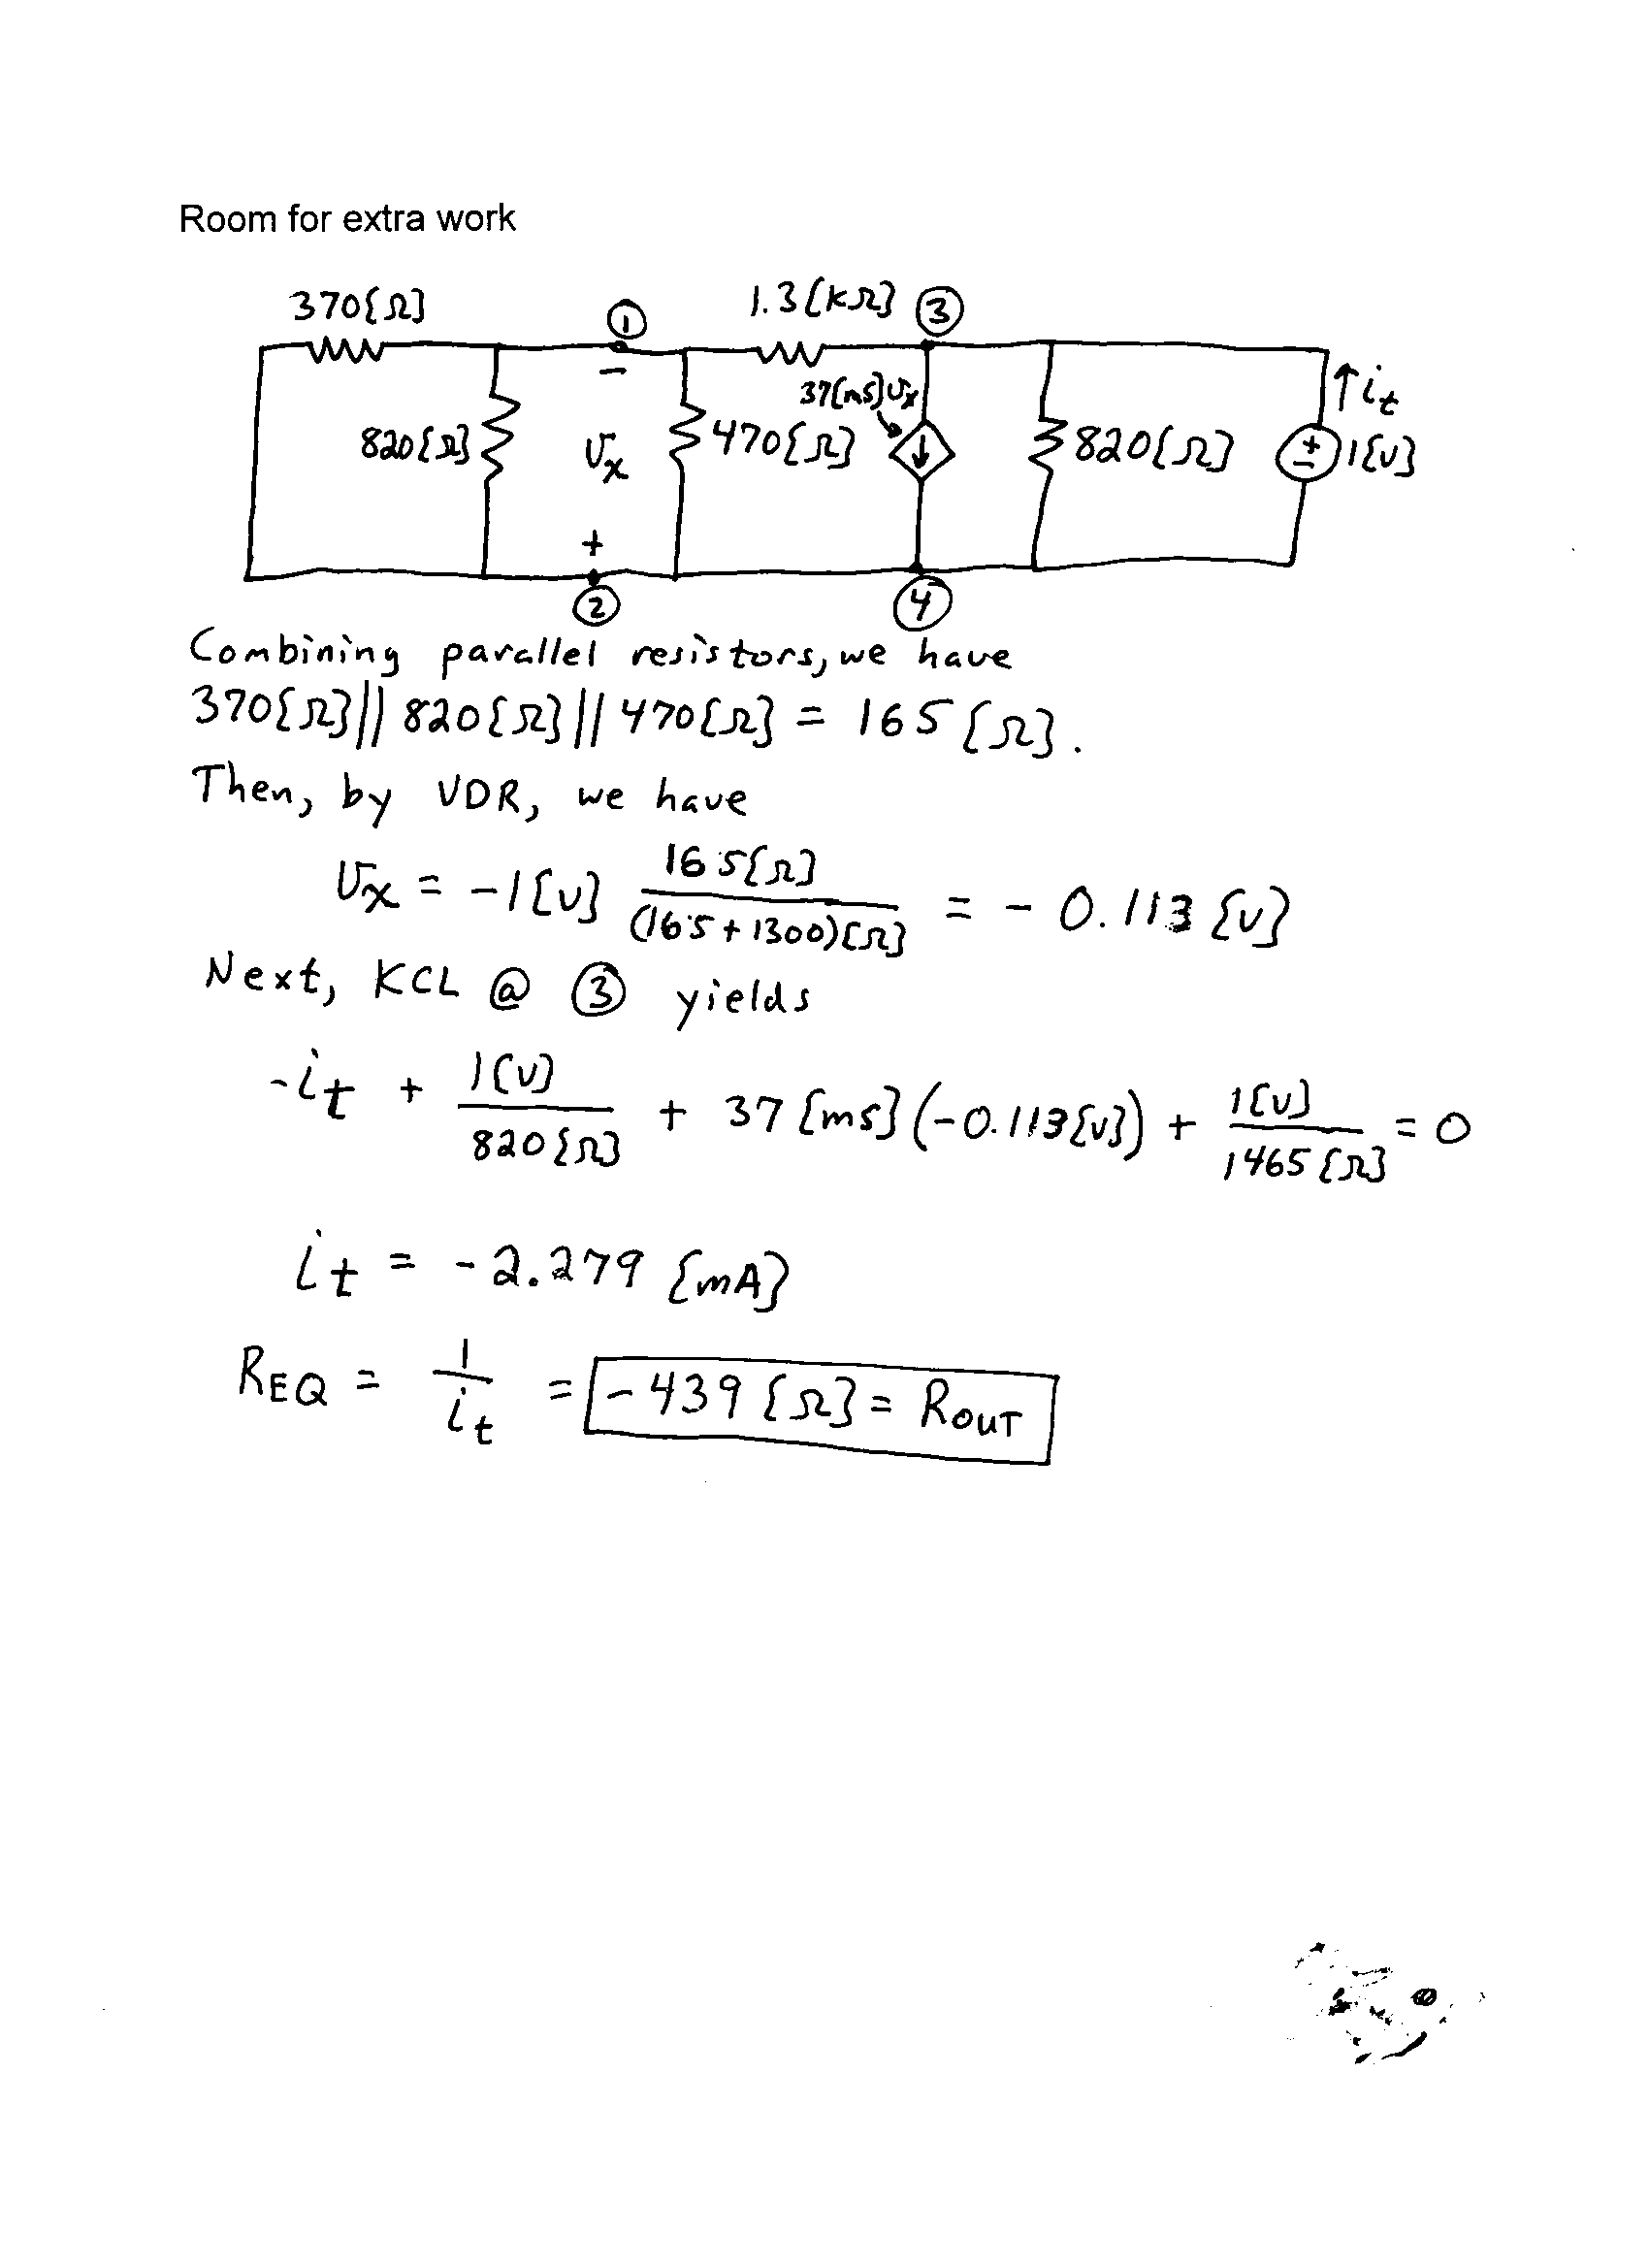 Room for extra work
370[Ω] ① 1.3[kΩ] ③
− 37[mS]vx ↑ it
820[Ω] vx 470[Ω] ↓ 820[Ω] ± 1[V]
+
② ④
Combining parallel resistors, we have
370[Ω] || 820[Ω] || 470[Ω] = 165[Ω].
Then, by VDR, we have
vx = -1[V] 165[Ω] / (165 + 1300)[Ω] = -0.113[V]
Next, KCL @ ③ yields
-it + 1[V] / 820[Ω] + 37[mS](-0.113[V]) + 1[V] / 1465[Ω] = 0
it = -2.279 [mA]
REQ = 1 / it = -439[Ω] = ROUT